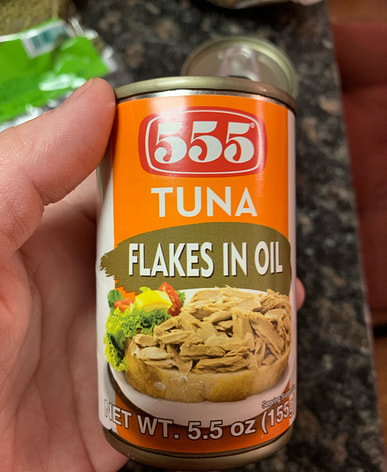 555®
TUNA
FLAKES IN OIL
NET WT. 5.5 oz (155g